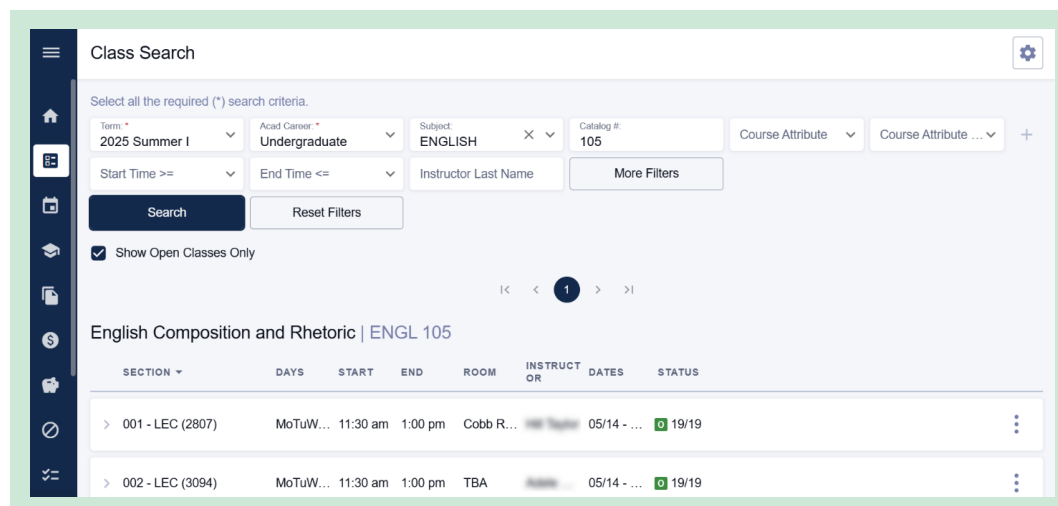 Class Search
Select all the required (*) search criteria.
Term: * Acad Career: * Subject: Catalog #:
2025 Summer I Undergraduate ENGLISH 105 Course Attribute Course Attribute ...
Start Time >= End Time <= Instructor Last Name More Filters
Search Reset Filters
Show Open Classes Only
1
English Composition and Rhetoric | ENGL 105
SECTION DAYS START END ROOM INSTRUCTOR DATES STATUS
001 - LEC (2807) MoTuW... 11:30 am 1:00 pm Cobb R... 05/14 - ... O 19/19
002 - LEC (3094) MoTuW... 11:30 am 1:00 pm TBA 05/14 - ... O 19/19